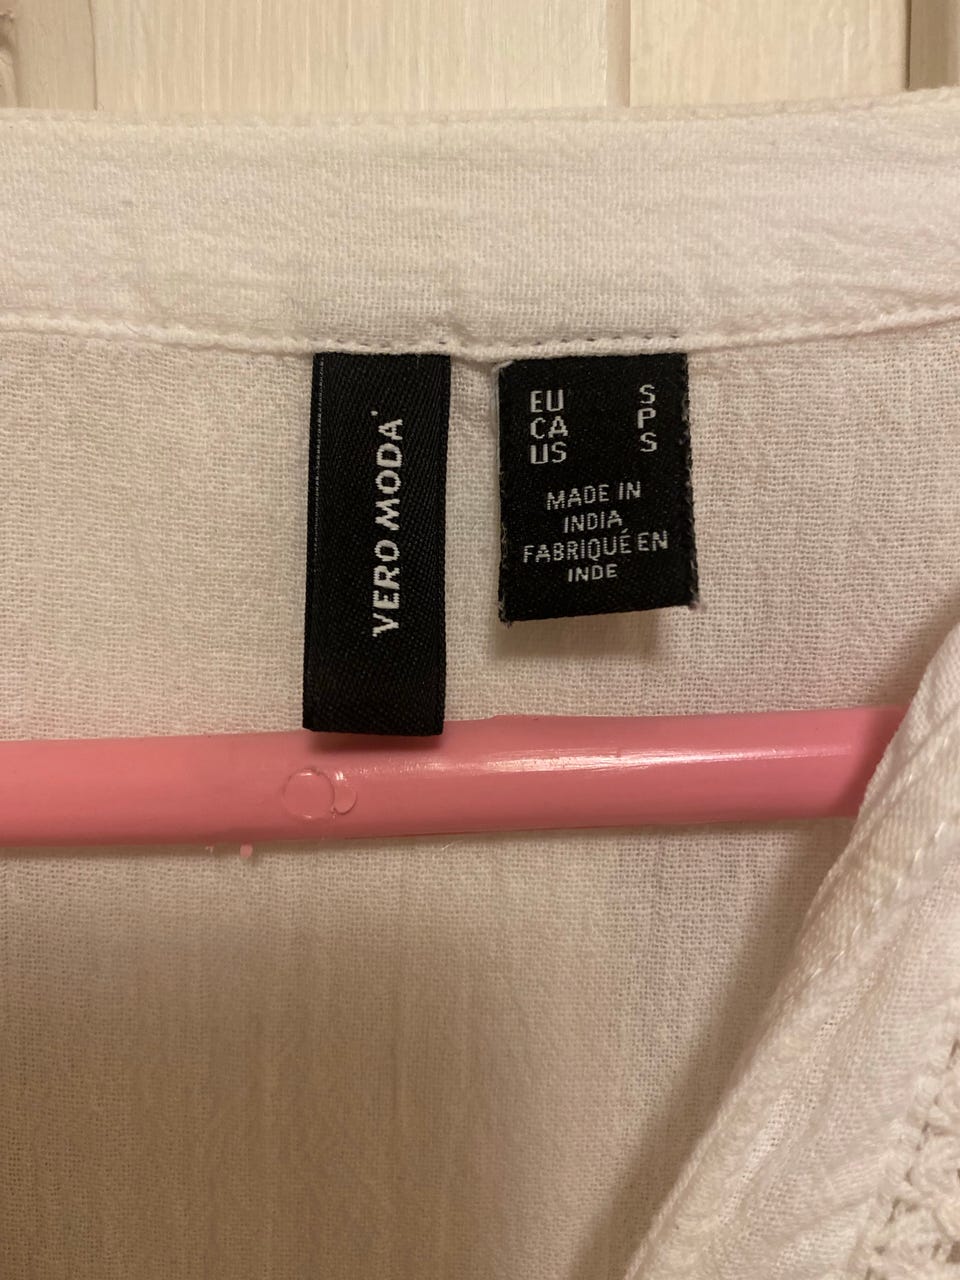 VERO MODA
EU S
CA P
US S
MADE IN
INDIA
FABRIQUÉ EN
INDE